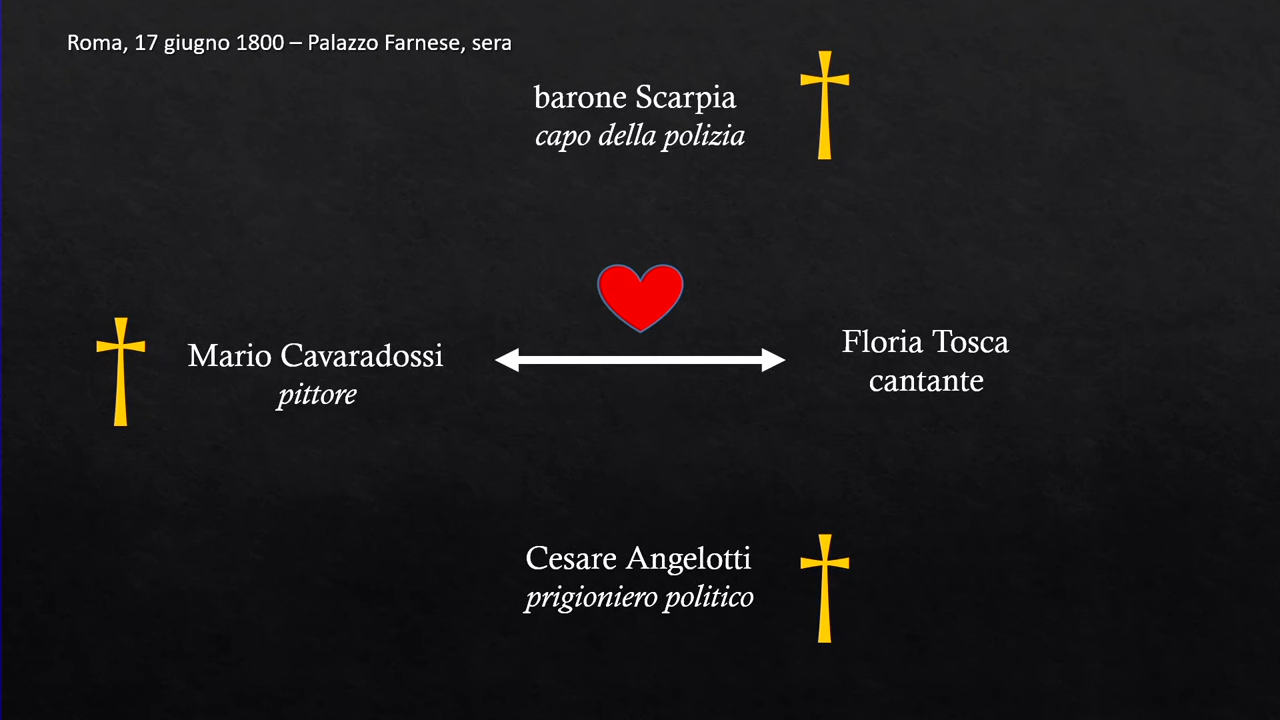 Roma, 17 giugno 1800 – Palazzo Farnese, sera
barone Scarpia
capo della polizia
Mario Cavaradossi
pittore
Floria Tosca
cantante
Cesare Angelotti
prigioniero politico